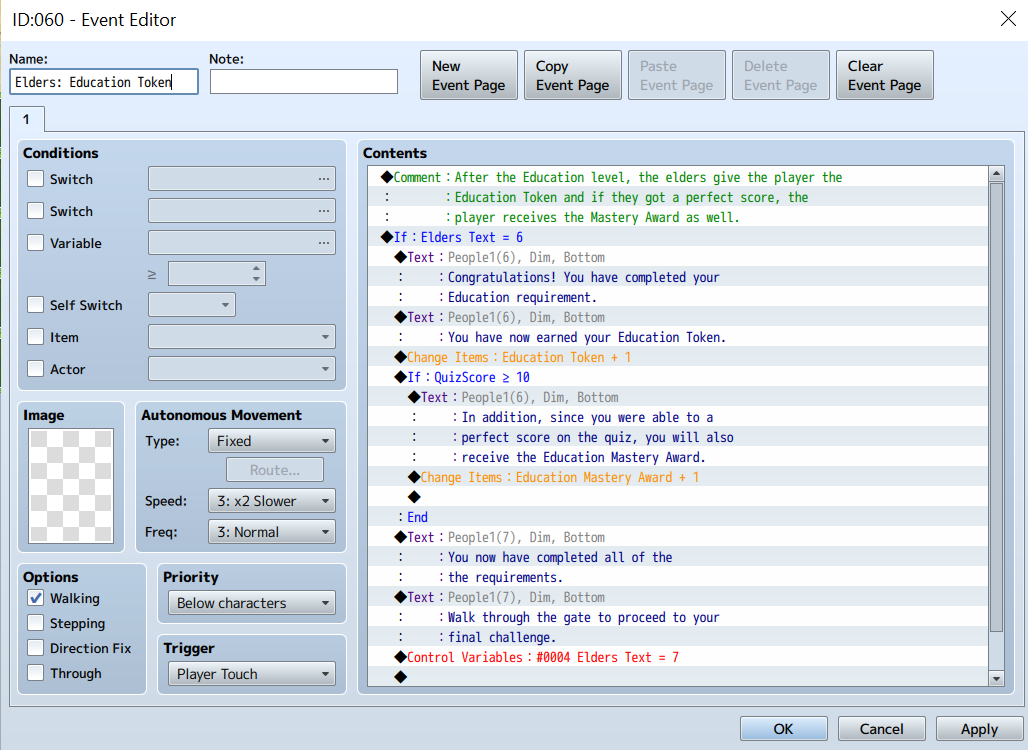 ID:060 - Event Editor
Name:
Note:
Elders: Education Token
New
Event Page
Copy
Event Page
Paste
Event Page
Delete
Event Page
Clear
Event Page
1
Conditions
Switch
...
Switch
...
Variable
...
≥
Self Switch
Item
Actor
Image
Autonomous Movement
Type:
Fixed
Route...
Speed:
3: x2 Slower
Freq:
3: Normal
Options
Walking
Stepping
Direction Fix
Through
Priority
Below characters
Trigger
Player Touch
Contents
◆Comment：After the Education level, the elders give the player the
：       ：Education Token and if they got a perfect score, the
：       ：player receives the Mastery Award as well.
◆If：Elders Text = 6
◆Text：People1(6), Dim, Bottom
：    ：Congratulations! You have completed your
：    ：Education requirement.
◆Text：People1(6), Dim, Bottom
：    ：You have now earned your Education Token.
◆Change Items：Education Token + 1
◆If：QuizScore ≥ 10
◆Text：People1(6), Dim, Bottom
：    ：In addition, since you were able to a
：    ：perfect score on the quiz, you will also
：    ：receive the Education Mastery Award.
◆Change Items：Education Mastery Award + 1
◆
：End
◆Text：People1(7), Dim, Bottom
：    ：You now have completed all of the
：    ：the requirements.
◆Text：People1(7), Dim, Bottom
：    ：Walk through the gate to proceed to your
：    ：final challenge.
◆Control Variables：#0004 Elders Text = 7
◆
OK
Cancel
Apply